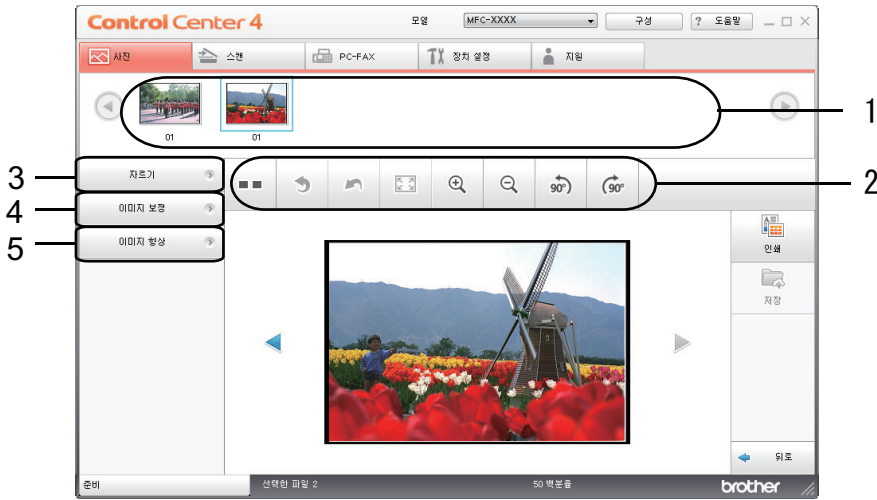 Control Center 4 모델 MFC-XXXX 구성 ? 도움말
사진 스캔 PC-FAX 장치 설정 지원
01 01
1
2
3 자르기
4 이미지 보정
5 이미지 향상
90° 90°
인쇄
저장
뒤로
준비 선택한 파일 2 50 백분율 brother